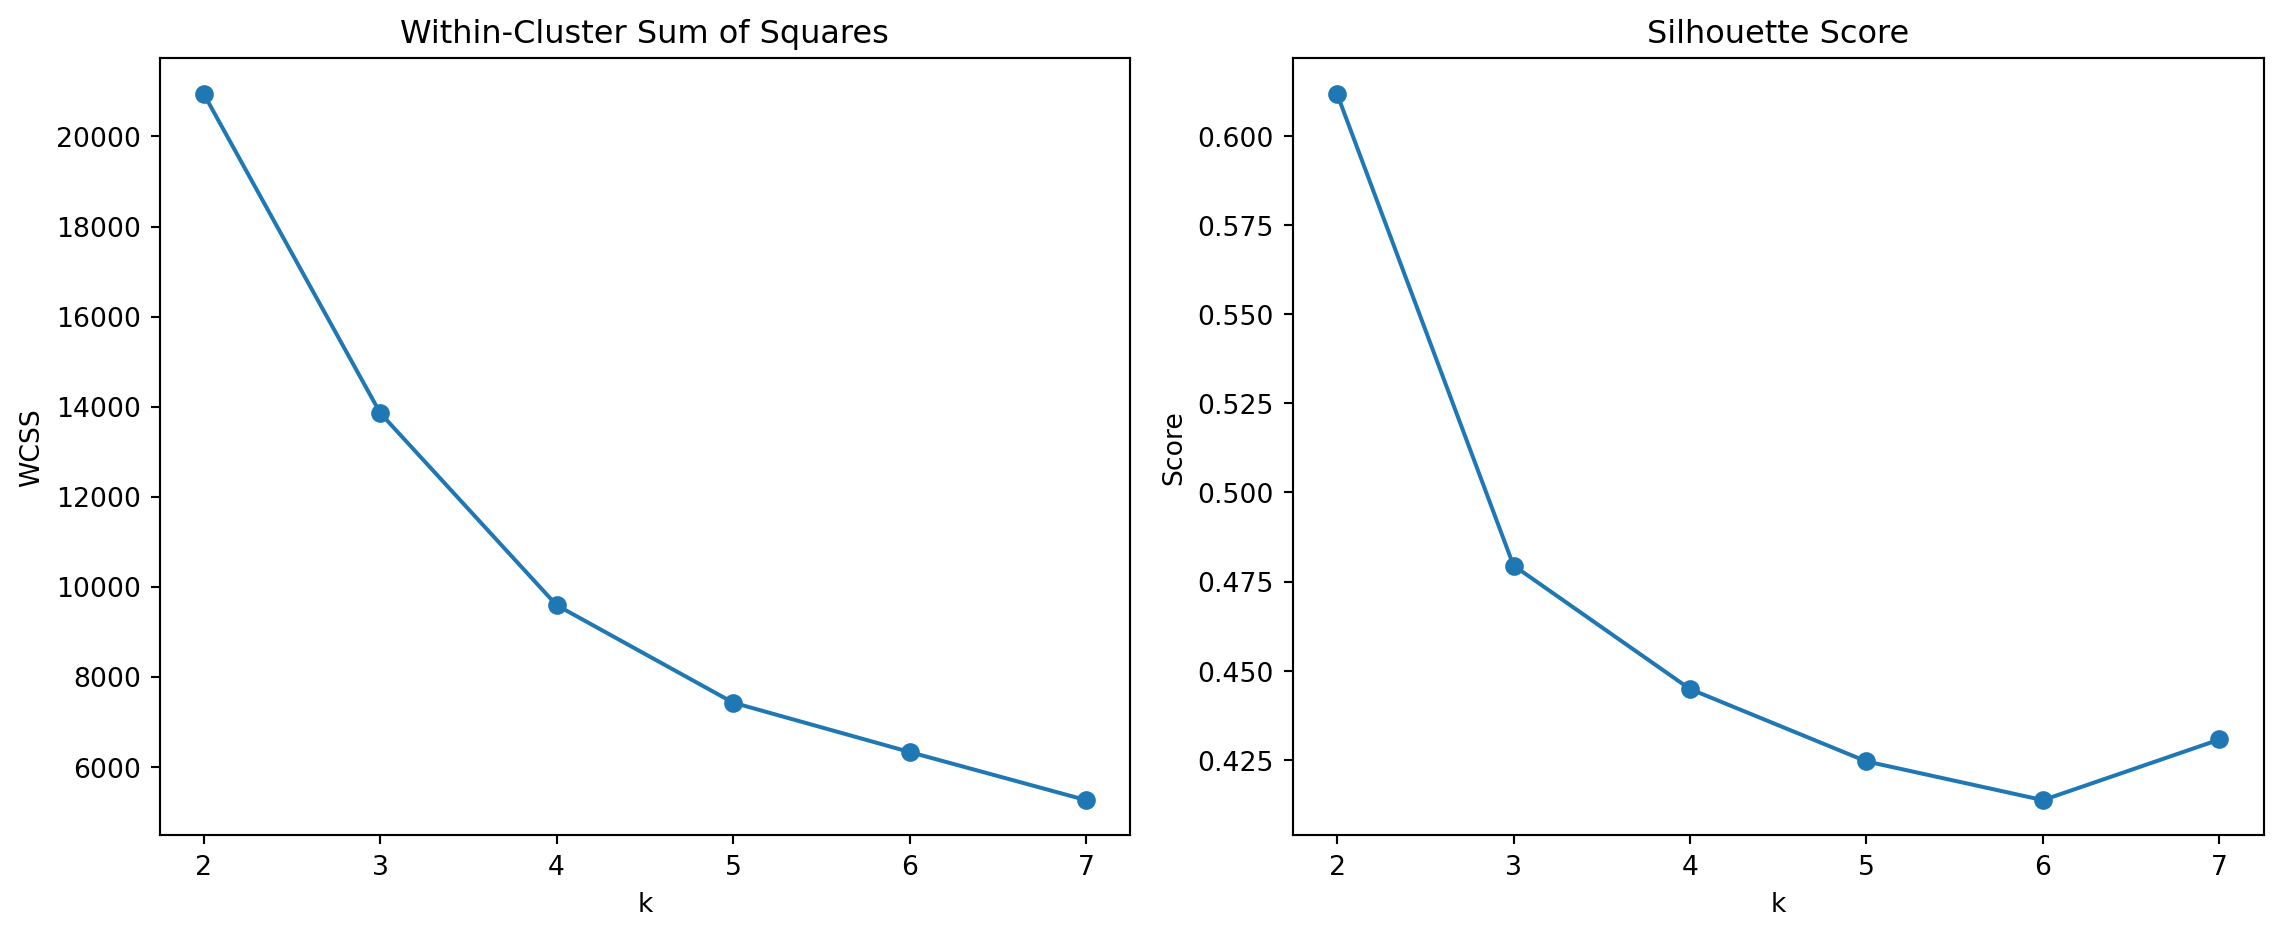 Within-Cluster Sum of Squares
WCSS
20000
18000
16000
14000
12000
10000
8000
6000
2 3 4 5 6 7
k
Silhouette Score
Score
0.600
0.575
0.550
0.525
0.500
0.475
0.450
0.425
2 3 4 5 6 7
k